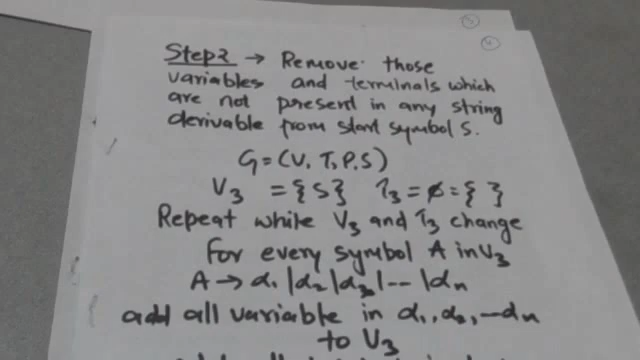 Step2 → Remove those
variables and terminals which
are not present in any string
derivable from start symbol S.
G=(V, T, P, S)
V₃ = {S} T₃ = ϕ = { }
Repeat while V₃ and T₃ change
For every symbol A in V₃
A → α₁ |α₂ |α₃ |-- |αₙ
add all variable in α₁, α₂, --αₙ
to V₃